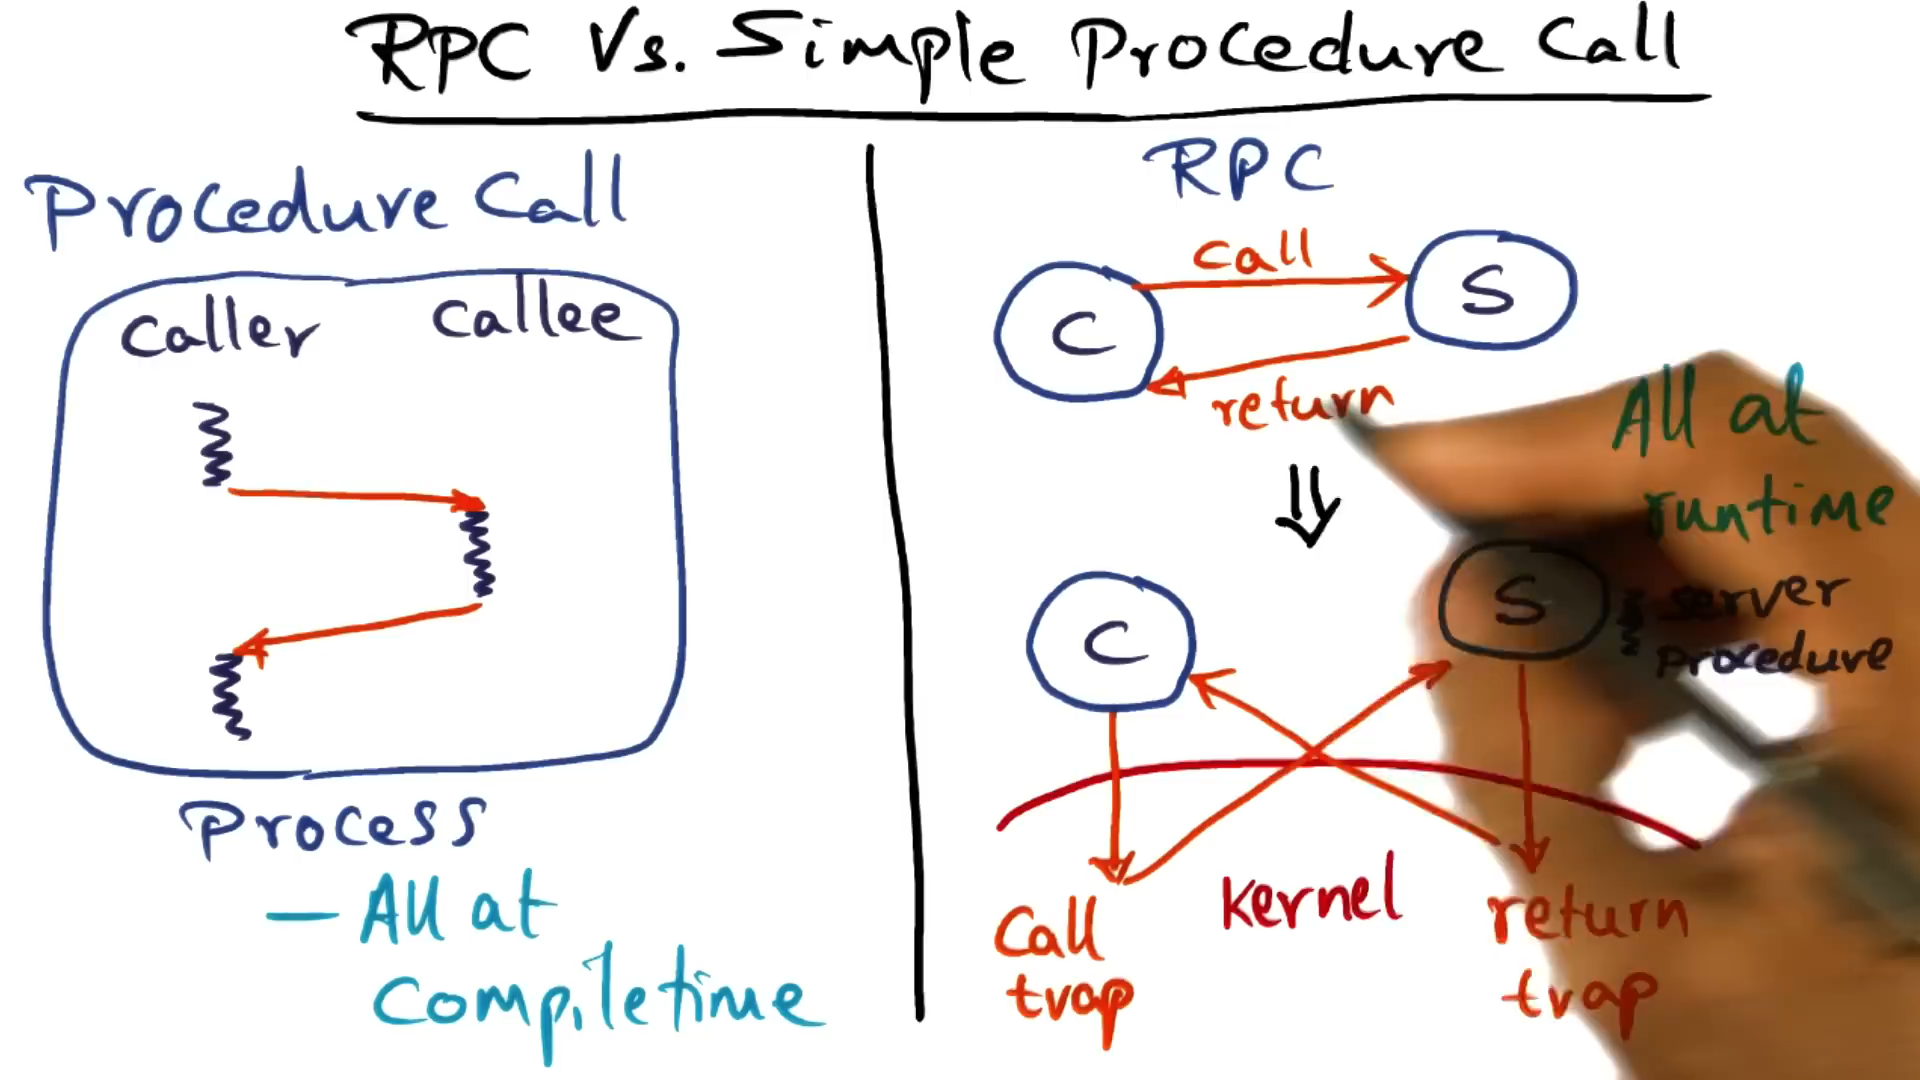 RPC Vs. Simple Procedure Call
Procedure Call
Caller
Callee
Process
— All at
Compiletime
RPC
Call
C
S
return
All at
runtime
C
S
server
procedure
Call
trap
Kernel
return
trap